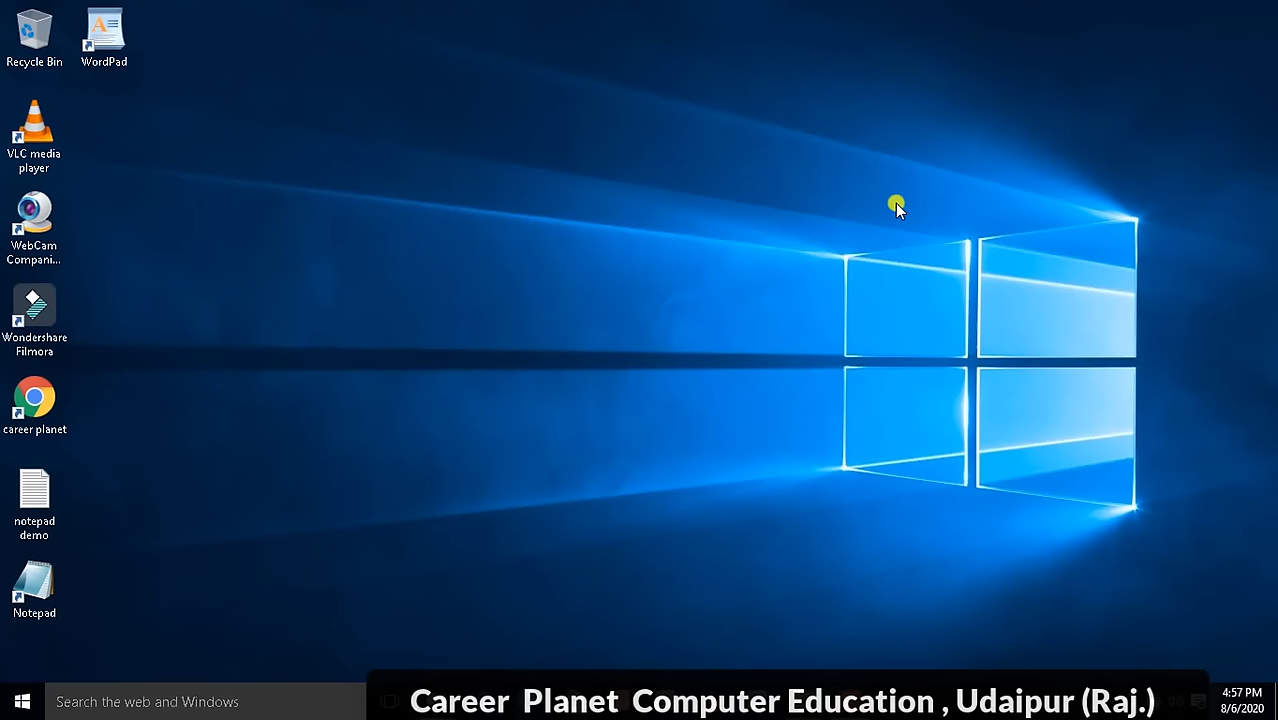 Recycle Bin
WordPad
VLC media
player
WebCam
Compani...
Wondershare
Filmora
career planet
notepad
demo
Notepad
Search the web and Windows
Career Planet Computer Education , Udaipur (Raj.)
4:57 PM
8/6/2020